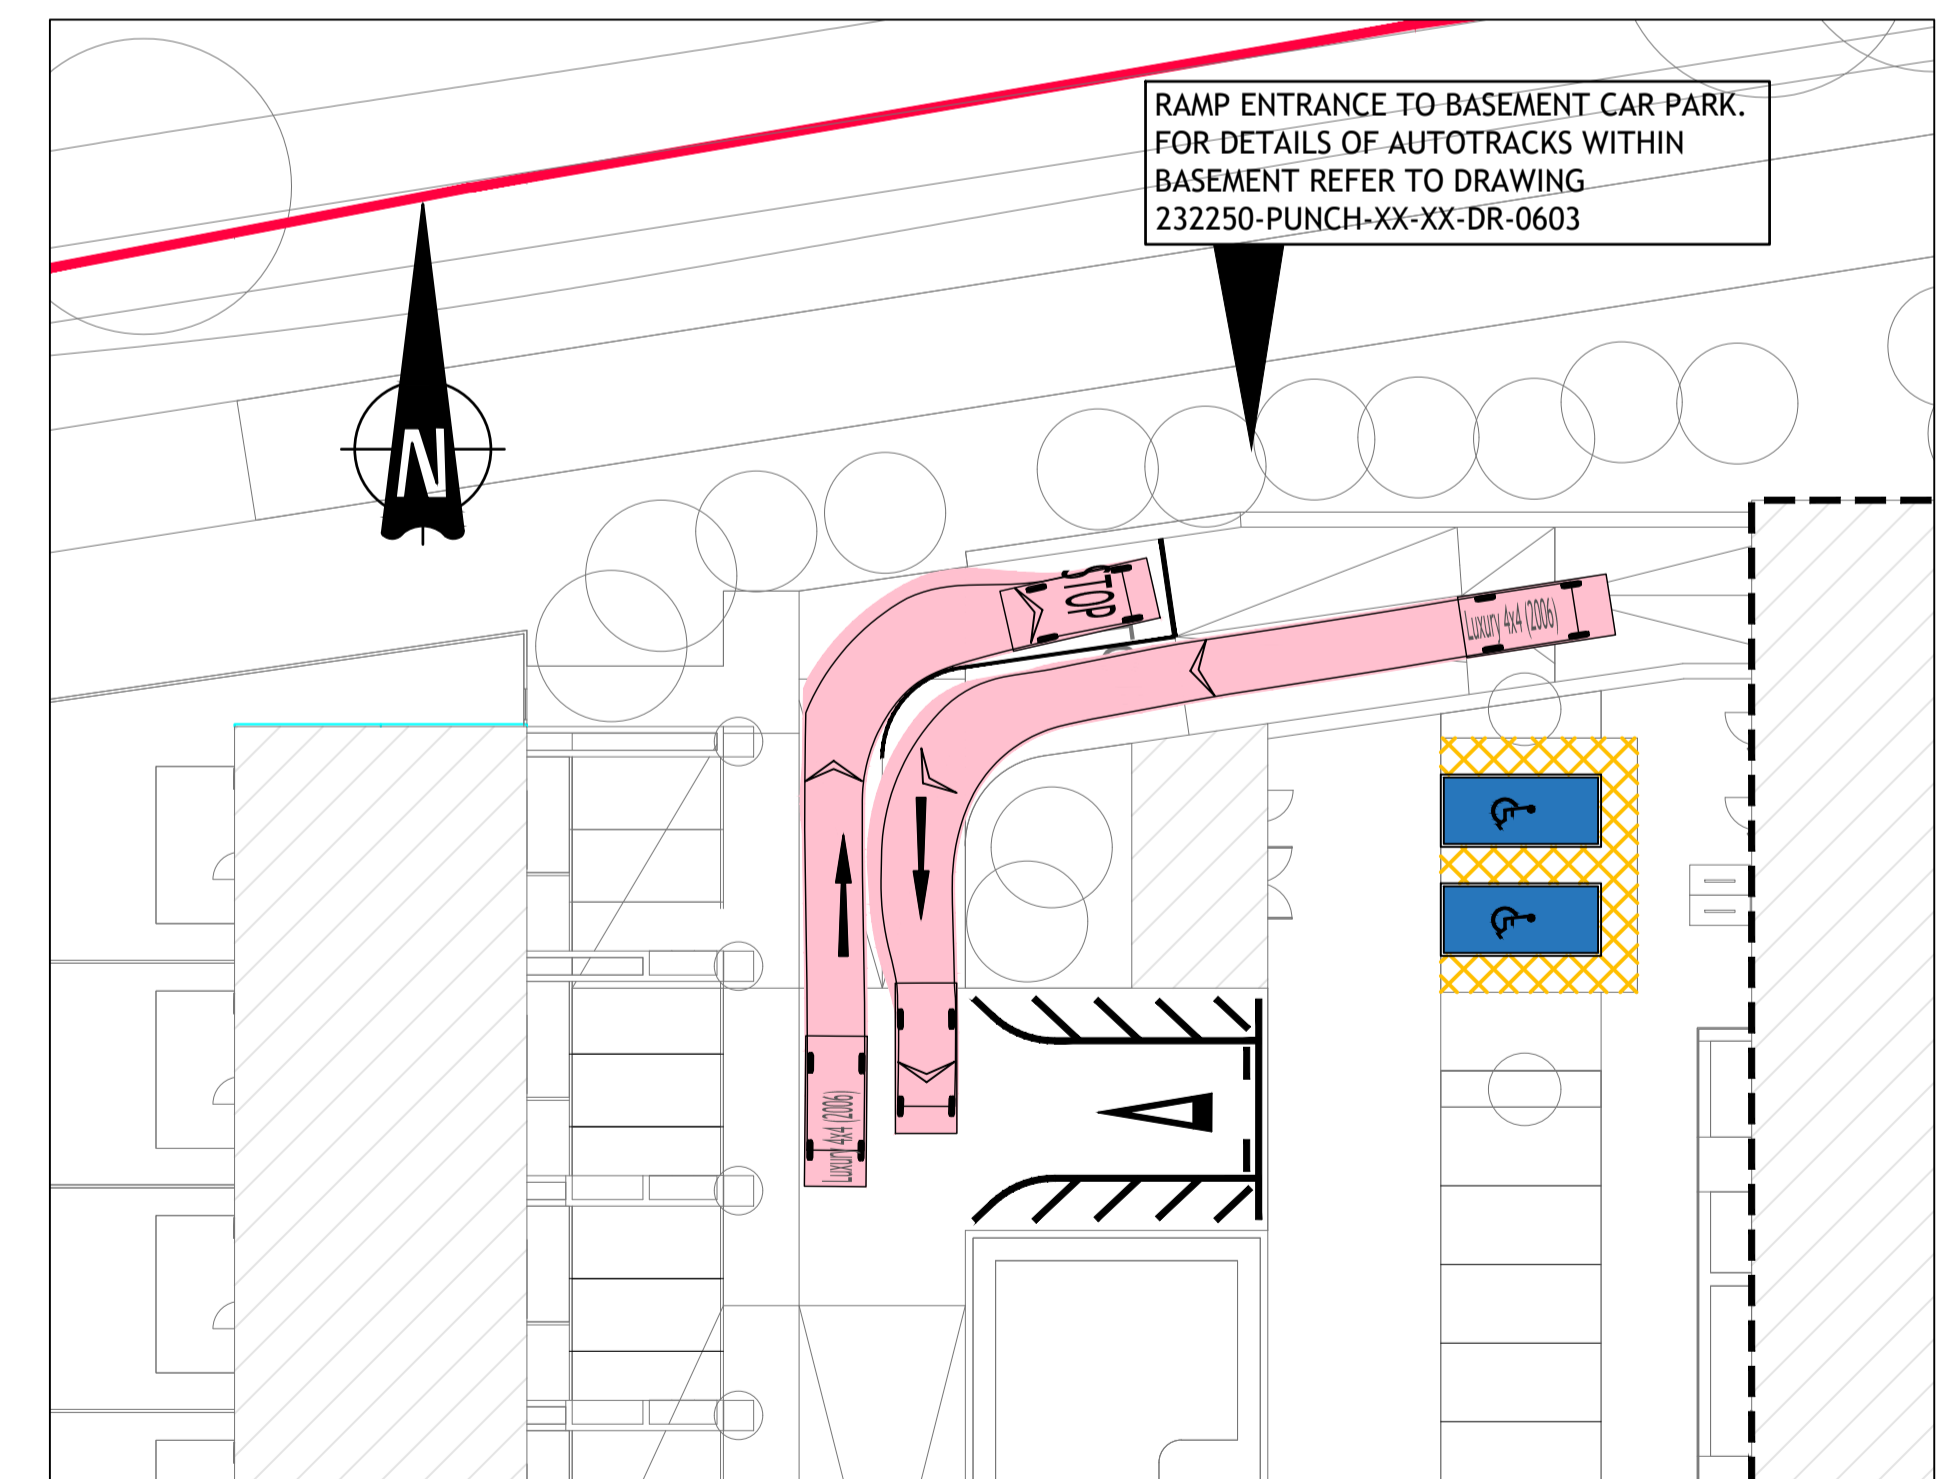 RAMP ENTRANCE TO BASEMENT CAR PARK.
FOR DETAILS OF AUTOTRACKS WITHIN
BASEMENT REFER TO DRAWING
232250-PUNCH-XX-XX-DR-0603
N
STOP
Luxury 4x4 (2006)
Luxury 4x4 (2006)